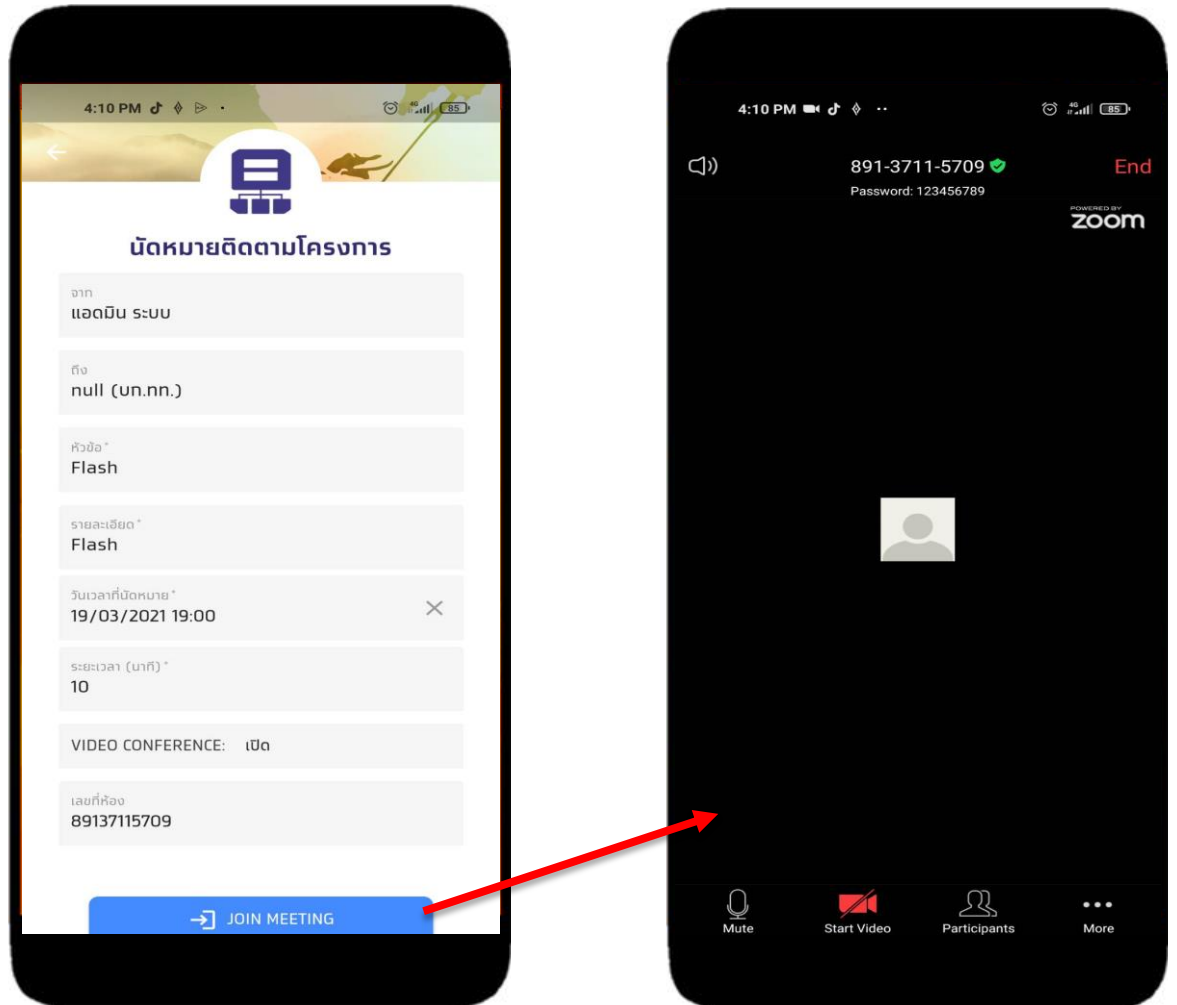 4:10 PM
4G
85
นัดหมายติดตามโครงการ
จาก
แอดมิน ระบบ
ถึง
null (บก.ทท.)
หัวข้อ *
Flash
รายละเอียด *
Flash
วันเวลาที่นัดหมาย *
19/03/2021 19:00
ระยะเวลา (นาที) *
10
VIDEO CONFERENCE: เปิด
เลขที่ห้อง
89137115709
JOIN MEETING
4:10 PM
4G
85
891-3711-5709
End
Password: 123456789
POWERED BY
zoom
Mute
Start Video
Participants
More